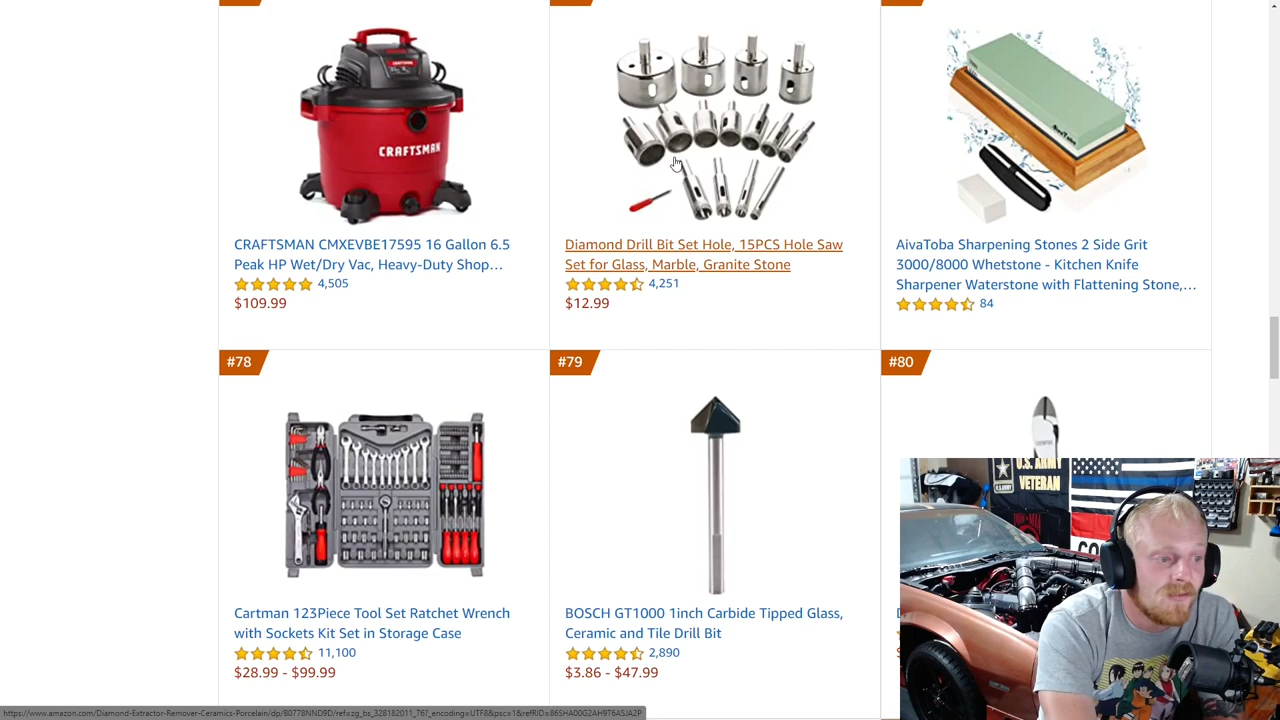 CRAFTSMAN
AivaToba
CRAFTSMAN CMXEVBE17595 16 Gallon 6.5
Peak HP Wet/Dry Vac, Heavy-Duty Shop…
4,505
$109.99
Diamond Drill Bit Set Hole, 15PCS Hole Saw
Set for Glass, Marble, Granite Stone
4,251
$12.99
AivaToba Sharpening Stones 2 Side Grit
3000/8000 Whetstone - Kitchen Knife
Sharpener Waterstone with Flattening Stone,…
84
#78
#79
#80
Cartman 123Piece Tool Set Ratchet Wrench
with Sockets Kit Set in Storage Case
11,100
$28.99 - $99.99
BOSCH GT1000 1inch Carbide Tipped Glass,
Ceramic and Tile Drill Bit
2,890
$3.86 - $47.99
U.S. ARMY
VETERAN